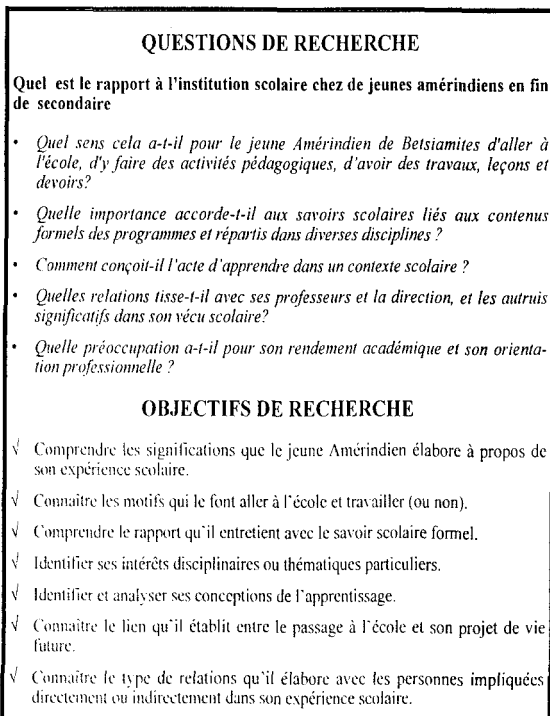 QUESTIONS DE RECHERCHE
Quel est le rapport à l'institution scolaire chez de jeunes amérindiens en fin
de secondaire
• Quel sens cela a-t-il pour le jeune Amérindien de Betsiamites d'aller à
l'école, d'y faire des activités pédagogiques, d'avoir des travaux, leçons et
devoirs?
• Quelle importance accorde-t-il aux savoirs scolaires liés aux contenus
formels des programmes et répartis dans diverses disciplines ?
• Comment conçoit-il l'acte d'apprendre dans un contexte scolaire ?
• Quelles relations tisse-t-il avec ses professeurs et la direction, et les autruis
significatifs dans son vécu scolaire?
• Quelle préoccupation a-t-il pour son rendement académique et son orienta-
tion professionnelle ?
OBJECTIFS DE RECHERCHE
√ Comprendre les significations que le jeune Amérindien élabore à propos de
son expérience scolaire.
√ Connaître les motifs qui le font aller à l'école et travailler (ou non).
√ Comprendre le rapport qu'il entretient avec le savoir scolaire formel.
√ Identifier ses intérêts disciplinaires ou thématiques particuliers.
√ Identifier et analyser ses conceptions de l'apprentissage.
√ Connaître le lien qu'il établit entre le passage à l'école et son projet de vie
future.
√ Connaître le type de relations qu'il élabore avec les personnes impliquées
directement ou indirectement dans son expérience scolaire.